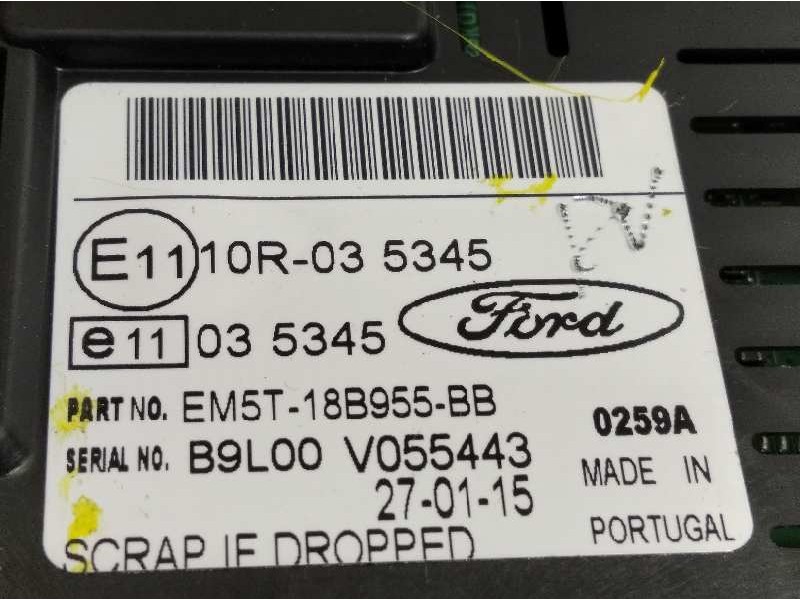 E11 10R-03 5345
e11 03 5345
Ford
PART NO. EM5T-18B955-BB
0259A
SERIAL NO. B9L00 V055443
MADE IN
27-01-15
PORTUGAL
SCRAP IF DROPPED